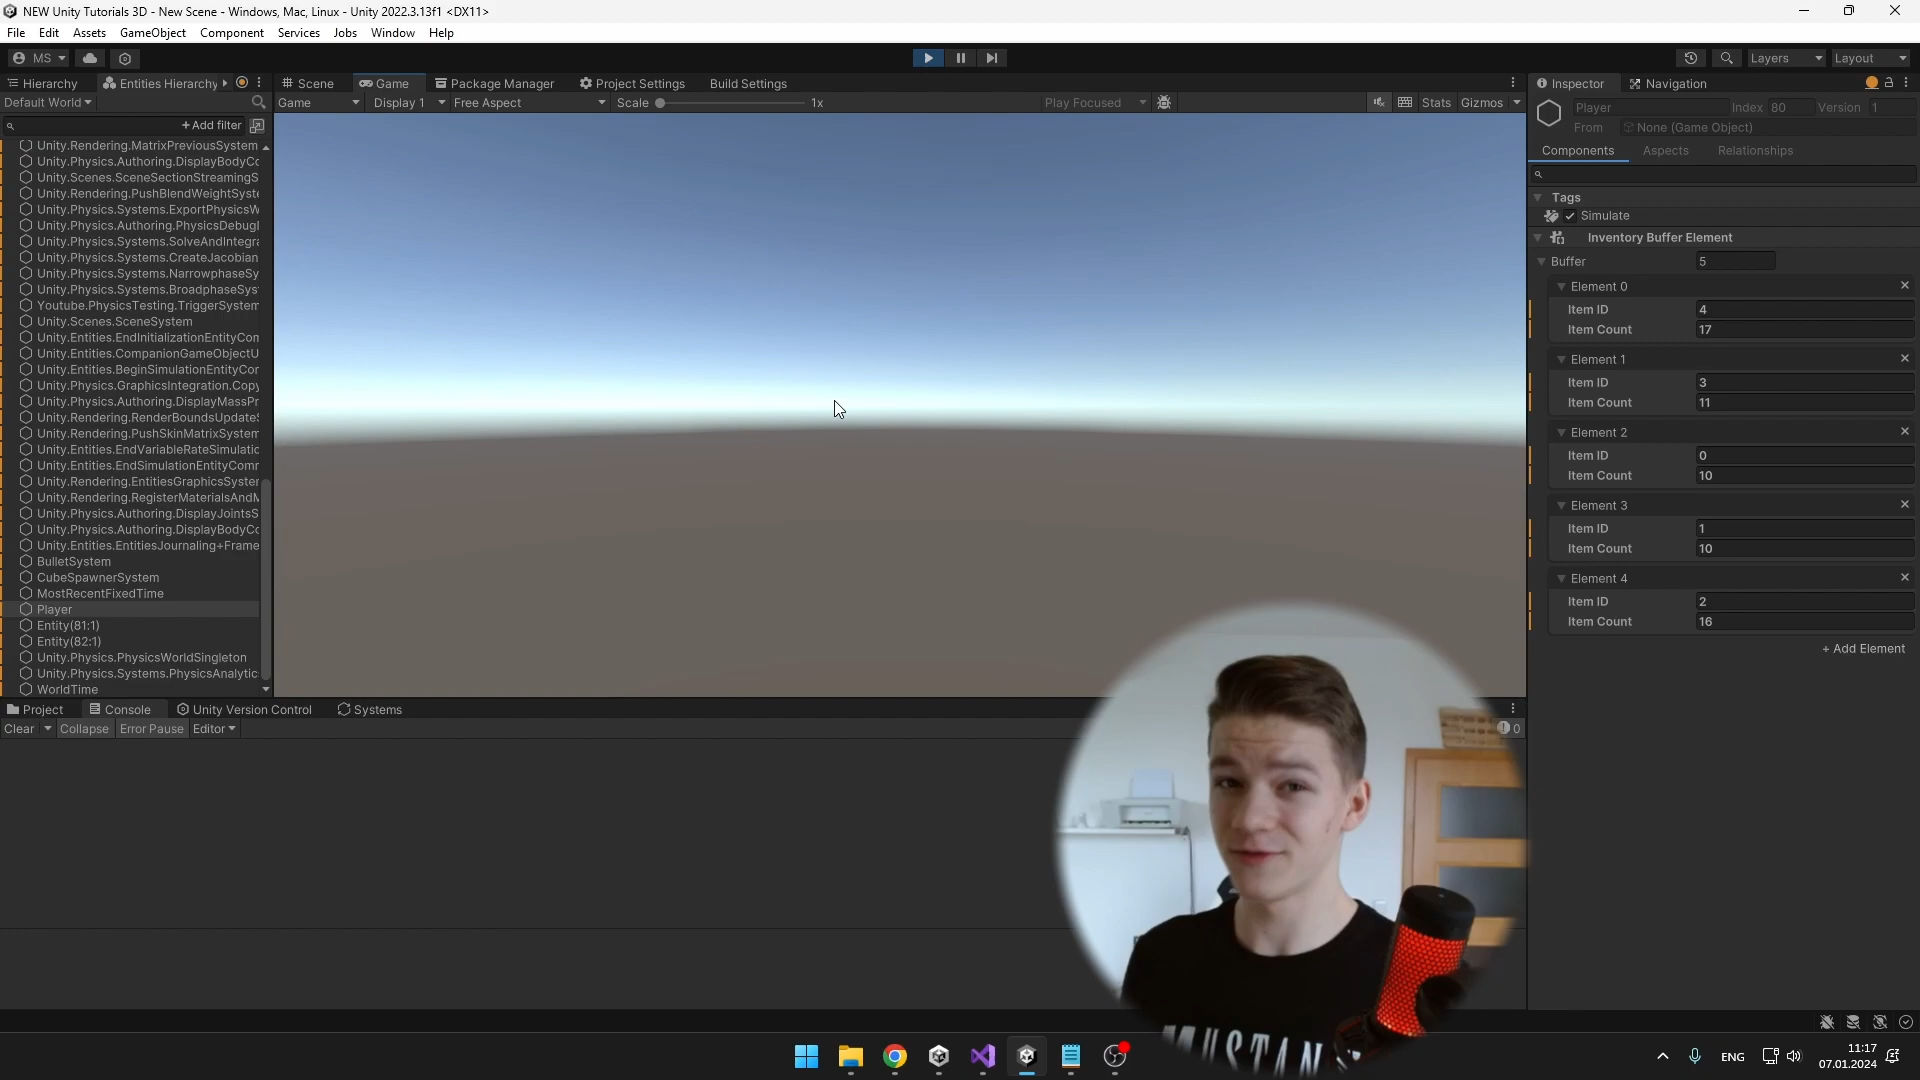 NEW Unity Tutorials 3D - New Scene - Windows, Mac, Linux - Unity 2022.3.13f1 <DX11>
File Edit Assets GameObject Component Services Jobs Window Help
MS
Layers
Layout
Hierarchy
Entities Hierarchy
Scene
Game
Package Manager
Project Settings
Build Settings
Inspector
Navigation
Default World
Game
Display 1
Free Aspect
Scale
1x
Play Focused
Stats
Gizmos
Player
Index 80
Version 1
From
None (Game Object)
+ Add filter
Components
Aspects
Relationships
Unity.Rendering.MatrixPreviousSystem
Unity.Physics.Authoring.DisplayBodyCo
Unity.Scenes.SceneSectionStreamingS
Unity.Rendering.PushBlendWeightSyste
Unity.Physics.Systems.ExportPhysicsW
Unity.Physics.Authoring.PhysicsDebugI
Unity.Physics.Systems.SolveAndIntegra
Unity.Physics.Systems.CreateJacobian
Unity.Physics.Systems.NarrowphaseSy
Unity.Physics.Systems.BroadphaseSys
Youtube.PhysicsTesting.TriggerSystem
Unity.Scenes.SceneSystem
Unity.Entities.EndInitializationEntityCom
Unity.Entities.CompanionGameObjectU
Unity.Entities.BeginSimulationEntityCor
Unity.Physics.GraphicsIntegration.Copy
Unity.Physics.Authoring.DisplayMassPr
Unity.Rendering.RenderBoundsUpdateS
Unity.Rendering.PushSkinMatrixSystem
Unity.Entities.EndVariableRateSimulatic
Unity.Entities.EndSimulationEntityComr
Unity.Rendering.EntitiesGraphicsSyster
Unity.Rendering.RegisterMaterialsAndM
Unity.Physics.Authoring.DisplayJointsS
Unity.Physics.Authoring.DisplayBodyCo
Unity.Entities.EntitiesJournaling+Frame
BulletSystem
CubeSpawnerSystem
MostRecentFixedTime
Player
Entity(81:1)
Entity(82:1)
Unity.Physics.PhysicsWorldSingleton
Unity.Physics.Systems.PhysicsAnalytic
WorldTime
Tags
Simulate
Inventory Buffer Element
Buffer 5
Element 0
Item ID 4
Item Count 17
Element 1
Item ID 3
Item Count 11
Element 2
Item ID 0
Item Count 10
Element 3
Item ID 1
Item Count 10
Element 4
Item ID 2
Item Count 16
+ Add Element
Project
Console
Unity Version Control
Systems
Clear
Collapse
Error Pause
Editor
0
MUSTAN
ENG
11:17
07.01.2024